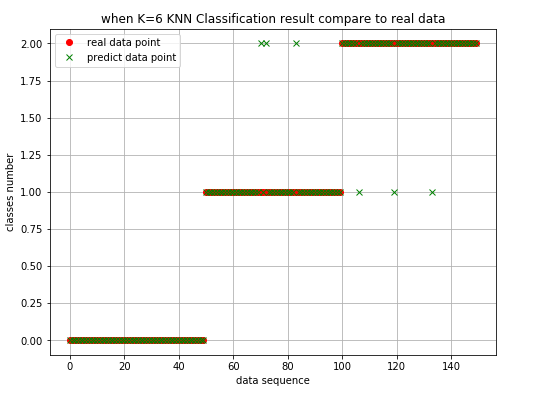 when K=6 KNN Classification result compare to real data
real data point
predict data point
2.00
1.75
1.50
1.25
1.00
0.75
0.50
0.25
0.00
classes number
0 20 40 60 80 100 120 140
data sequence